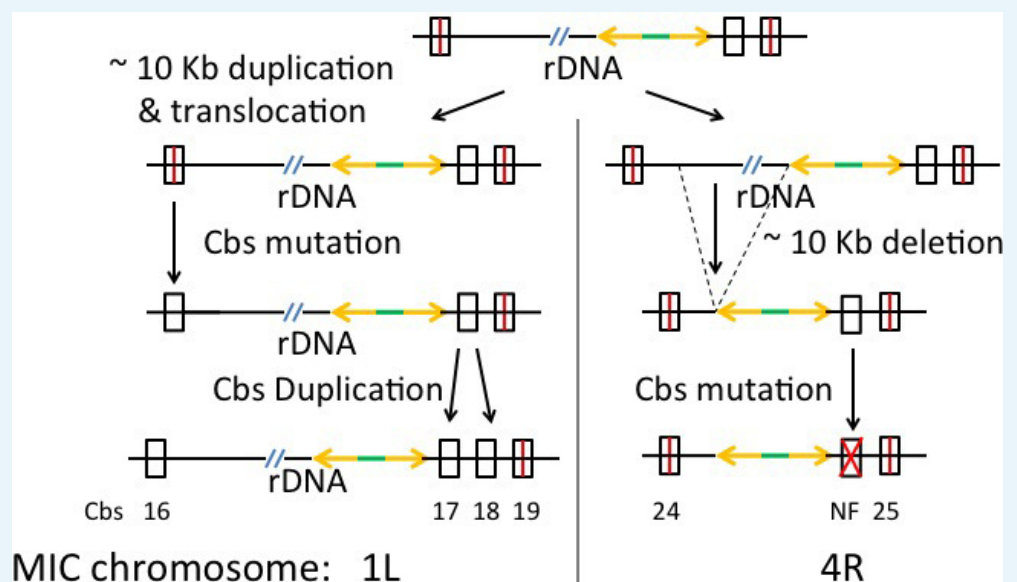 rDNA
~ 10 Kb duplication
& translocation
rDNA
rDNA
Cbs mutation
~ 10 Kb deletion
rDNA
Cbs Duplication
Cbs mutation
rDNA
Cbs 16 17 18 19 24 NF 25
MIC chromosome: 1L 4R